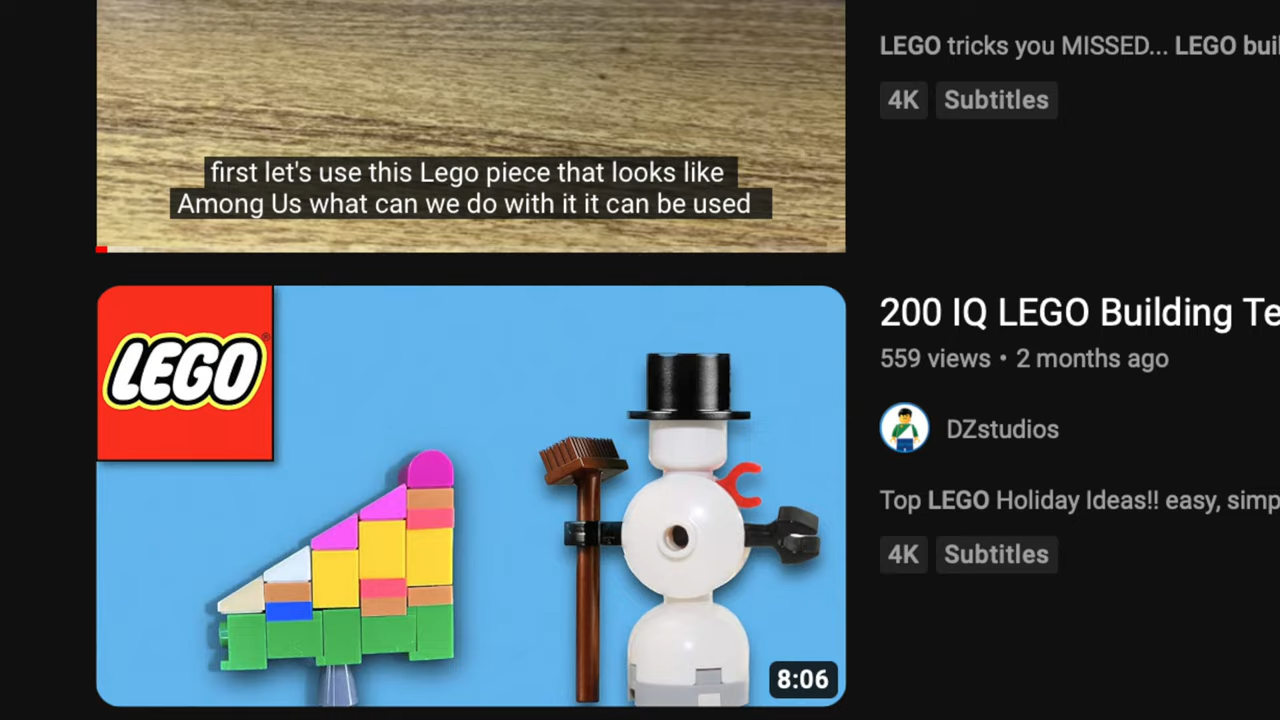 LEGO tricks you MISSED... LEGO buil
4K Subtitles
first let's use this Lego piece that looks like
Among Us what can we do with it it can be used
LEGO
8:06
200 IQ LEGO Building Te
559 views • 2 months ago
DZstudios
Top LEGO Holiday Ideas!! easy, simp
4K Subtitles